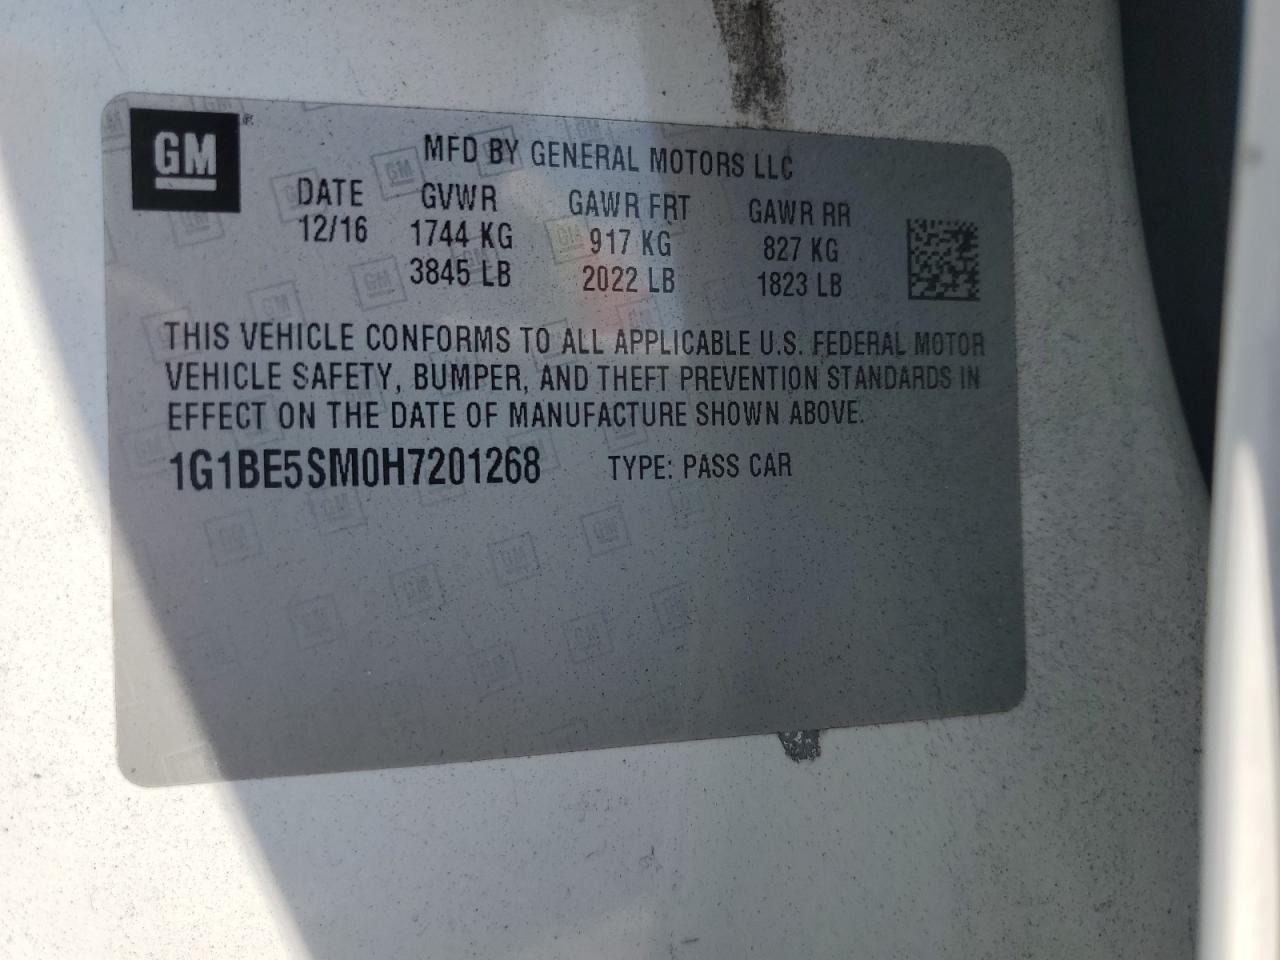 GM
MFD BY GENERAL MOTORS LLC
DATE GVWR GAWR FRT GAWR RR
12/16 1744 KG 917 KG 827 KG
3845 LB 2022 LB 1823 LB
THIS VEHICLE CONFORMS TO ALL APPLICABLE U.S. FEDERAL MOTOR
VEHICLE SAFETY, BUMPER, AND THEFT PREVENTION STANDARDS IN
EFFECT ON THE DATE OF MANUFACTURE SHOWN ABOVE.
1G1BE5SM0H7201268 TYPE: PASS CAR